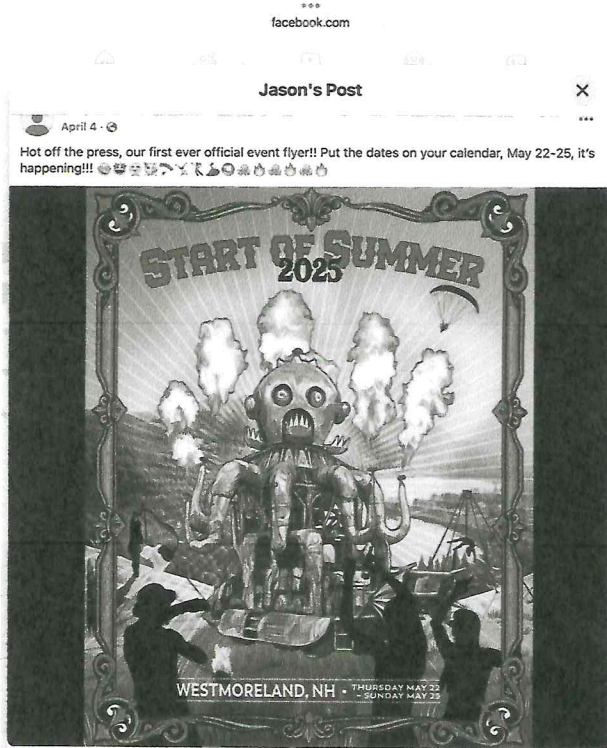 facebook.com
Jason's Post
April 4
Hot off the press, our first ever official event flyer!! Put the dates on your calendar, May 22-25, it's
happening!!!
START OF SUMMER
2025
WESTMORELAND, NH • THURSDAY MAY 22
– SUNDAY MAY 25